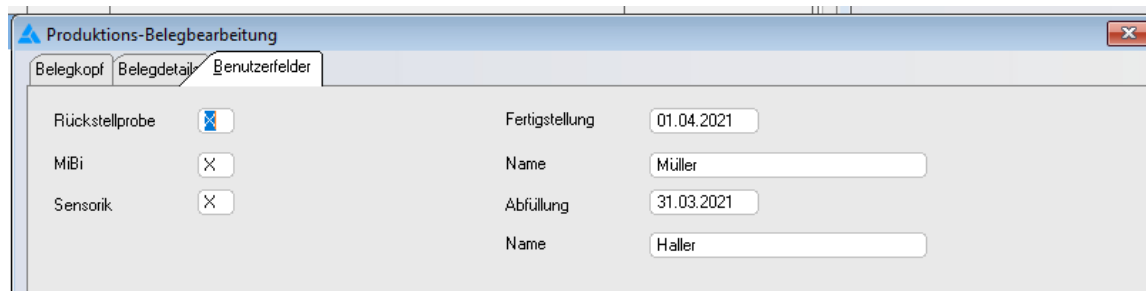 Produktions-Belegbearbeitung
Belegkopf Belegdetails Benutzerfelder
Rückstellprobe X Fertigstellung 01.04.2021
MiBi X Name Müller
Sensorik X Abfüllung 31.03.2021
Name Haller